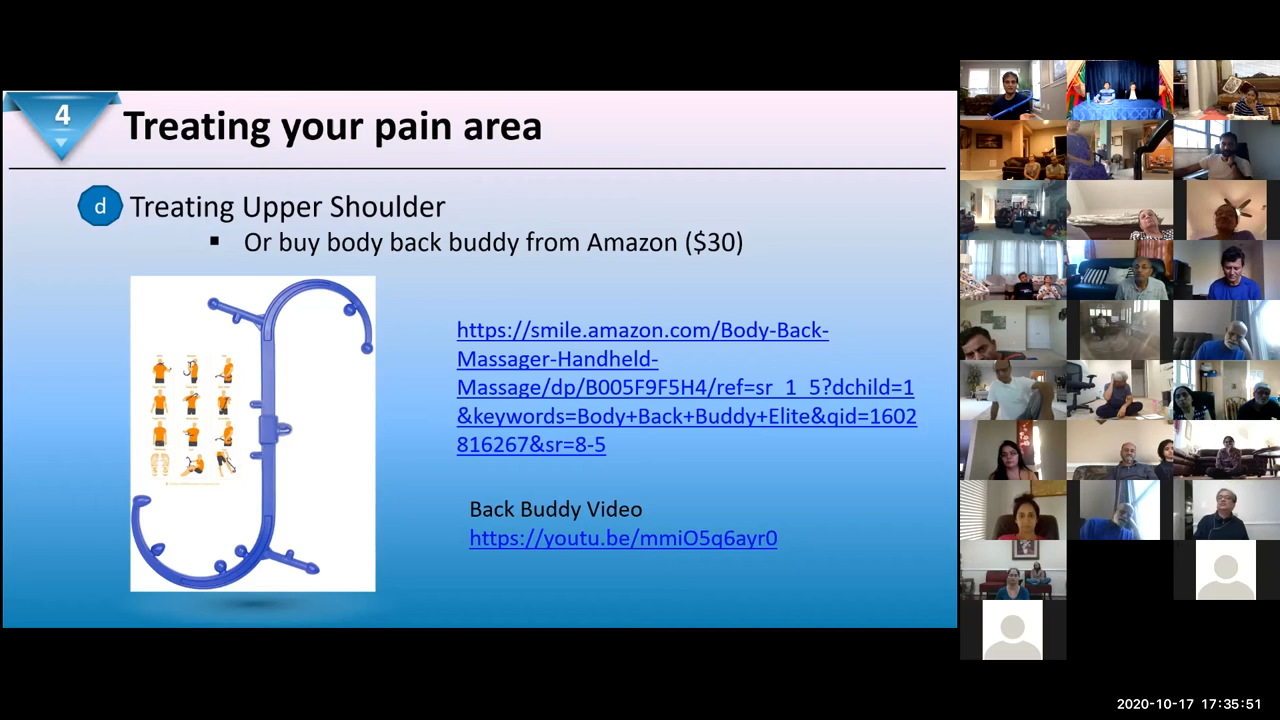 4
Treating your pain area
d
Treating Upper Shoulder
▪ Or buy body back buddy from Amazon ($30)
https://smile.amazon.com/Body-Back-
Massager-Handheld-
Massage/dp/B005F9F5H4/ref=sr_1_5?dchild=1
&keywords=Body+Back+Buddy+Elite&qid=1602
816267&sr=8-5
Back Buddy Video
https://youtu.be/mmiO5q6ayr0
2020-10-17 17:35:51